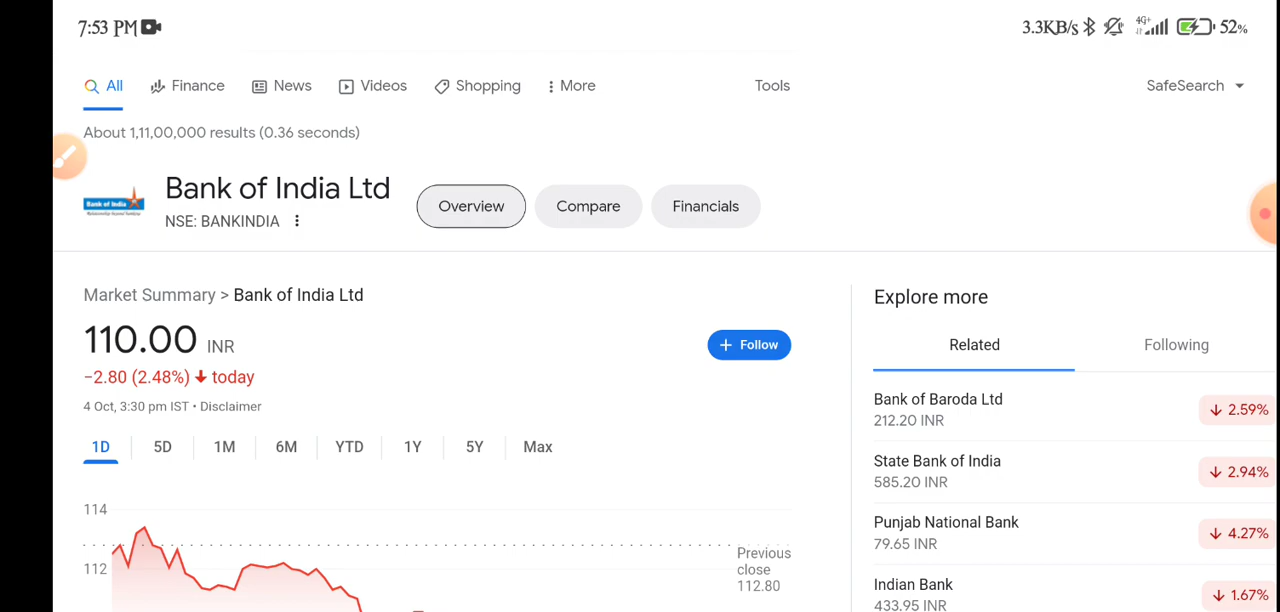 7:53 PM
3.3KB/s 4G+ 52%
All Finance News Videos Shopping More Tools SafeSearch
About 1,11,00,000 results (0.36 seconds)
Bank of India
Bank of India Ltd
NSE: BANKINDIA
Overview Compare Financials
Market Summary > Bank of India Ltd
110.00 INR
+ Follow
−2.80 (2.48%) ↓ today
4 Oct, 3:30 pm IST • Disclaimer
1D 5D 1M 6M YTD 1Y 5Y Max
114
112
Previous
close
112.80
Explore more
Related Following
Bank of Baroda Ltd
212.20 INR
↓ 2.59%
State Bank of India
585.20 INR
↓ 2.94%
Punjab National Bank
79.65 INR
↓ 4.27%
Indian Bank
433.95 INR
↓ 1.67%